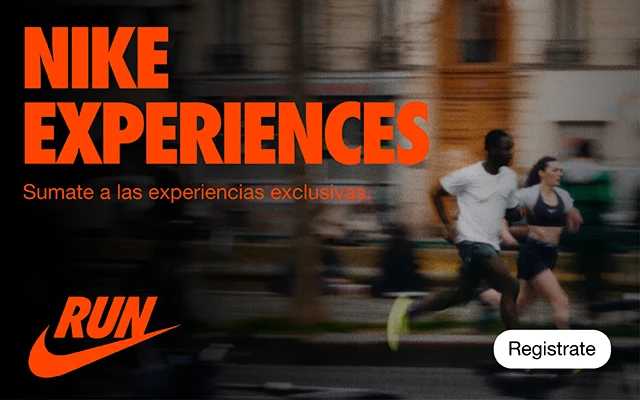 NIKE
EXPERIENCES
Sumate a las experiencias exclusivas.
RUN
Registrate